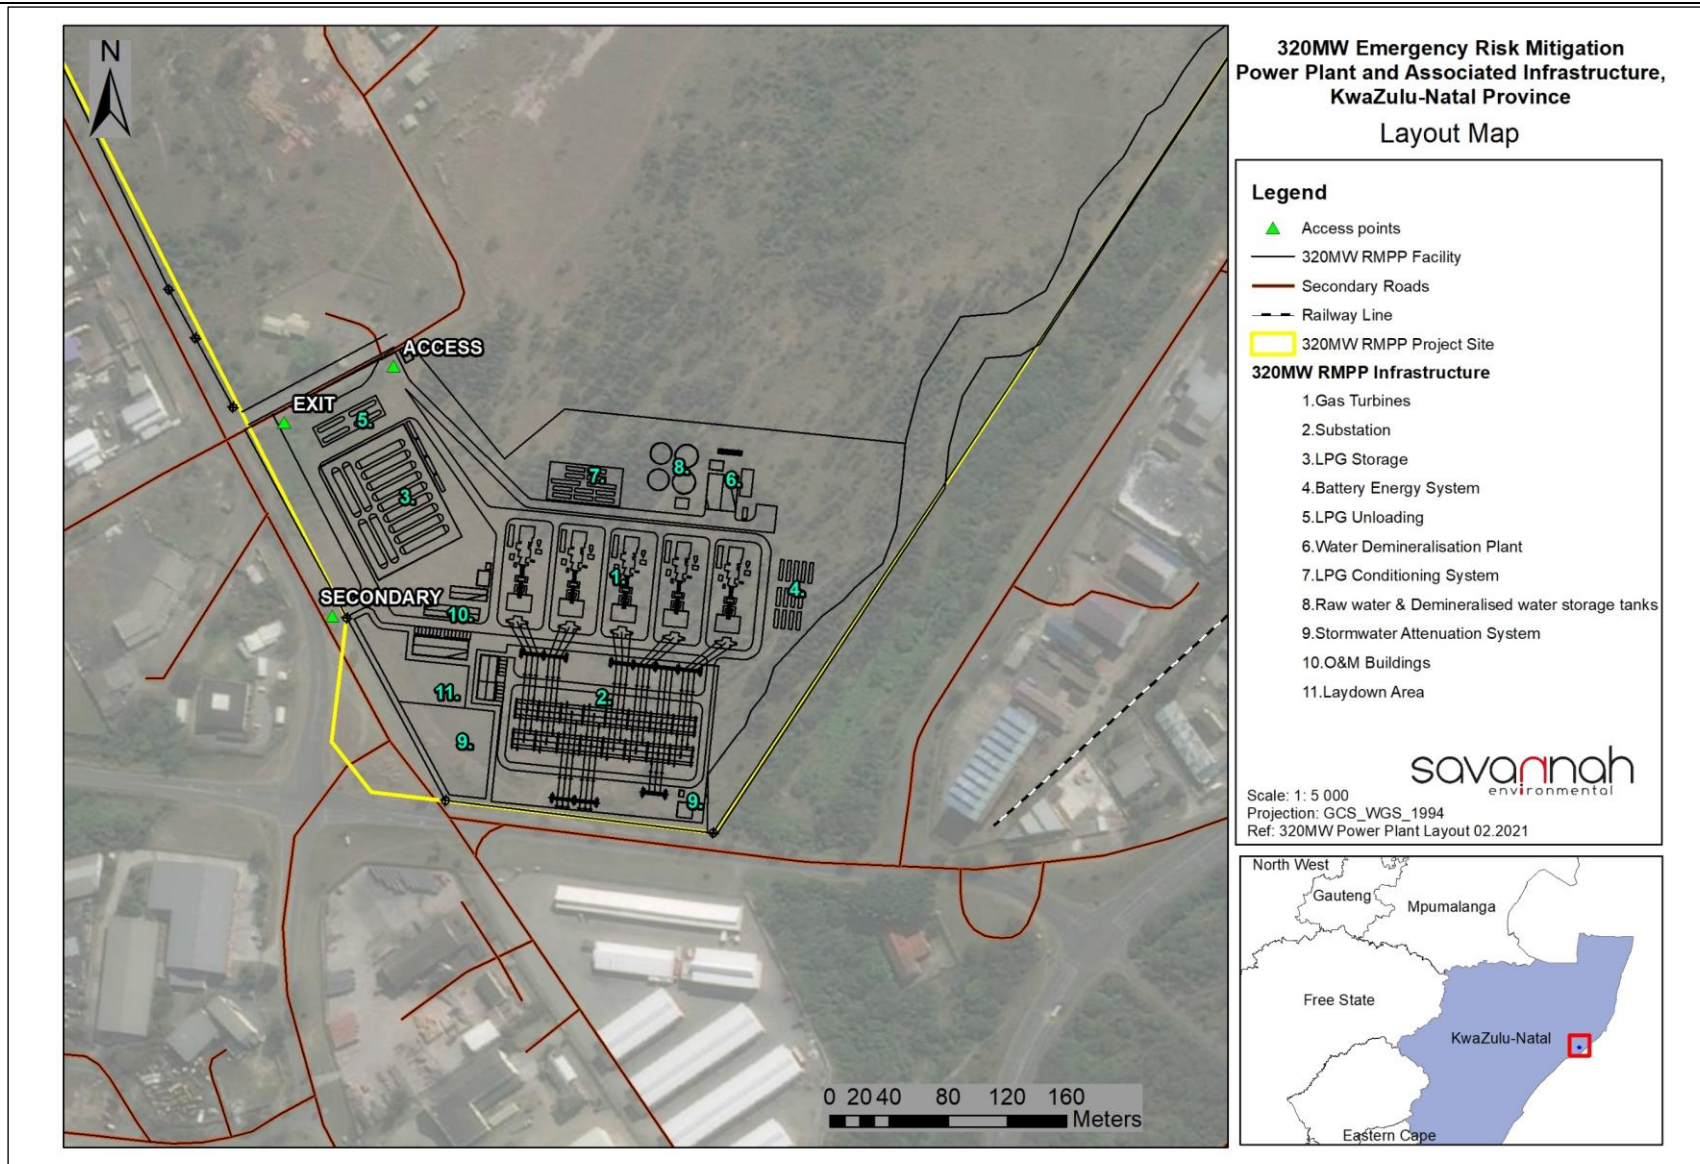 320MW Emergency Risk Mitigation
Power Plant and Associated Infrastructure,
KwaZulu-Natal Province
Layout Map
N
ACCESS
EXIT
5.
3.
7.
8.
6.
1.
4.
SECONDARY
10.
11.
2.
9.
9.
0 20 40 80 120 160
Meters
Legend
Access points
320MW RMPP Facility
Secondary Roads
Railway Line
320MW RMPP Project Site
320MW RMPP Infrastructure
1.Gas Turbines
2.Substation
3.LPG Storage
4.Battery Energy System
5.LPG Unloading
6.Water Demineralisation Plant
7.LPG Conditioning System
8.Raw water & Demineralised water storage tanks
9.Stormwater Attenuation System
10.O&M Buildings
11.Laydown Area
savannah
environmental
Scale: 1: 5 000
Projection: GCS_WGS_1994
Ref: 320MW Power Plant Layout 02.2021
North West
Gauteng
Mpumalanga
Free State
KwaZulu-Natal
Eastern Cape